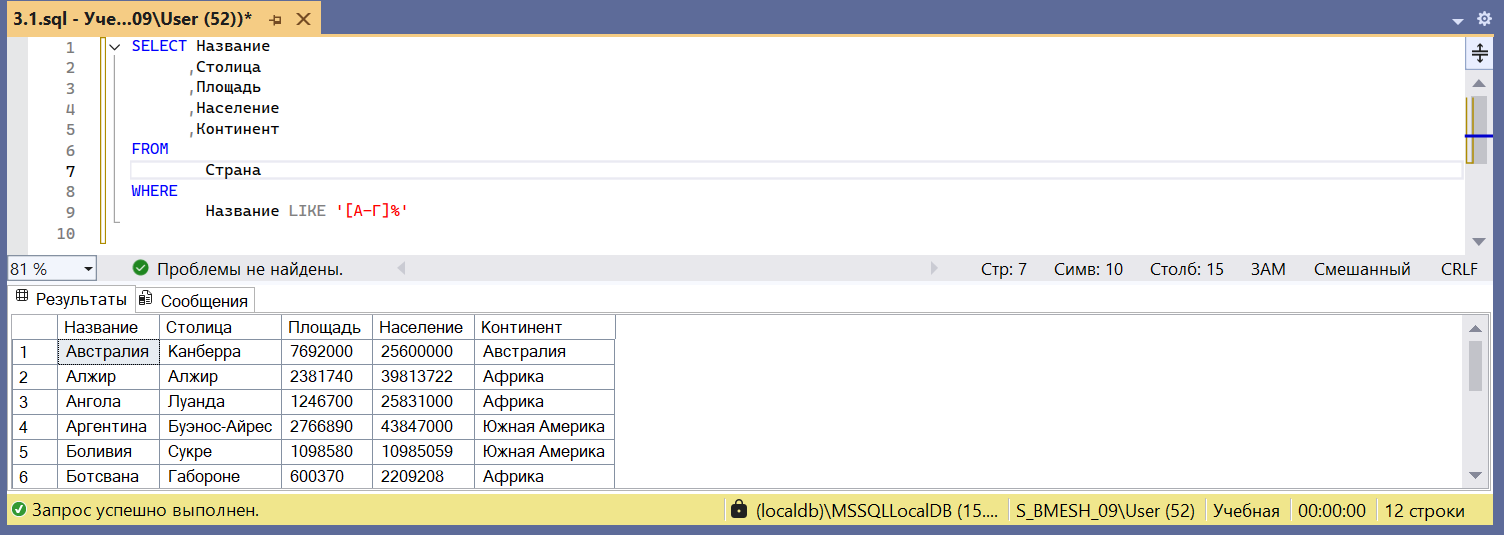 3.1.sql - Уче...09\User (52))*
1 SELECT Название
2 ,Столица
3 ,Площадь
4 ,Население
5 ,Континент
6 FROM
7 Страна
8 WHERE
9 Название LIKE '[А-Г]%'
10
81 % Проблемы не найдены. Стр: 7 Симв: 10 Столб: 15 ЗАМ Смешанный CRLF
Результаты Сообщения
Название Столица Площадь Население Континент
1 Австралия Канберра 7692000 25600000 Австралия
2 Алжир Алжир 2381740 39813722 Африка
3 Ангола Луанда 1246700 25831000 Африка
4 Аргентина Буэнос-Айрес 2766890 43847000 Южная Америка
5 Боливия Сукре 1098580 10985059 Южная Америка
6 Ботсвана Габороне 600370 2209208 Африка
Запрос успешно выполнен. (localdb)\MSSQLLocalDB (15.... S_BMESH_09\User (52) Учебная 00:00:00 12 строки